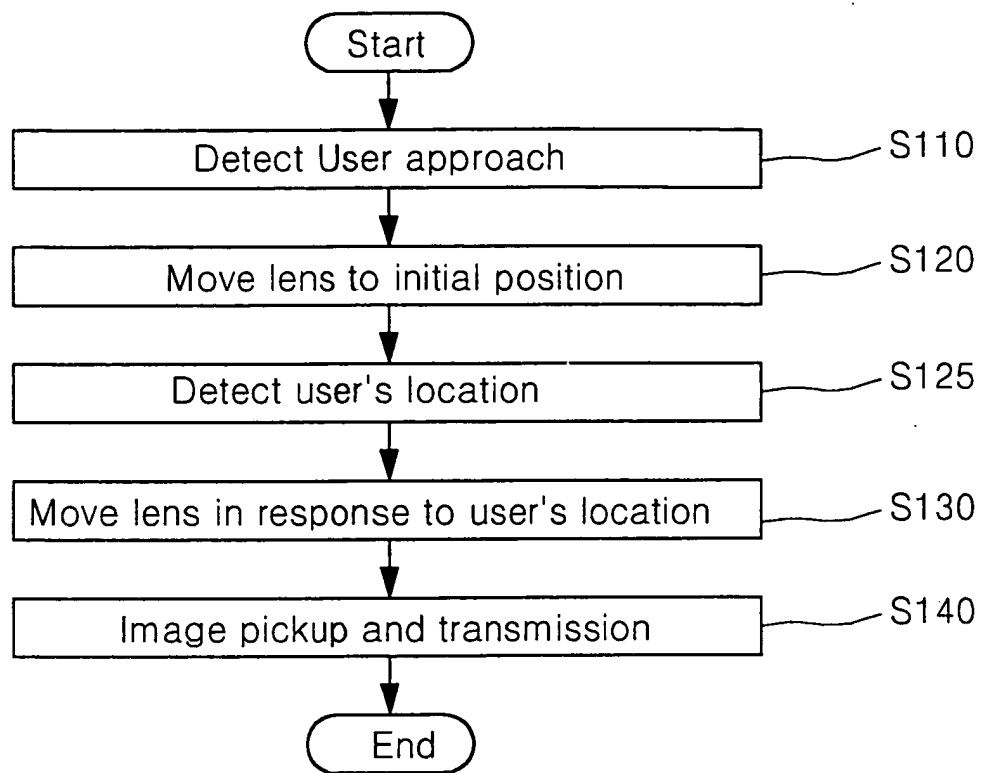 Start
Detect User approach
S110
Move lens to initial position
S120
Detect user's location
S125
Move lens in response to user's location
S130
Image pickup and transmission
S140
End